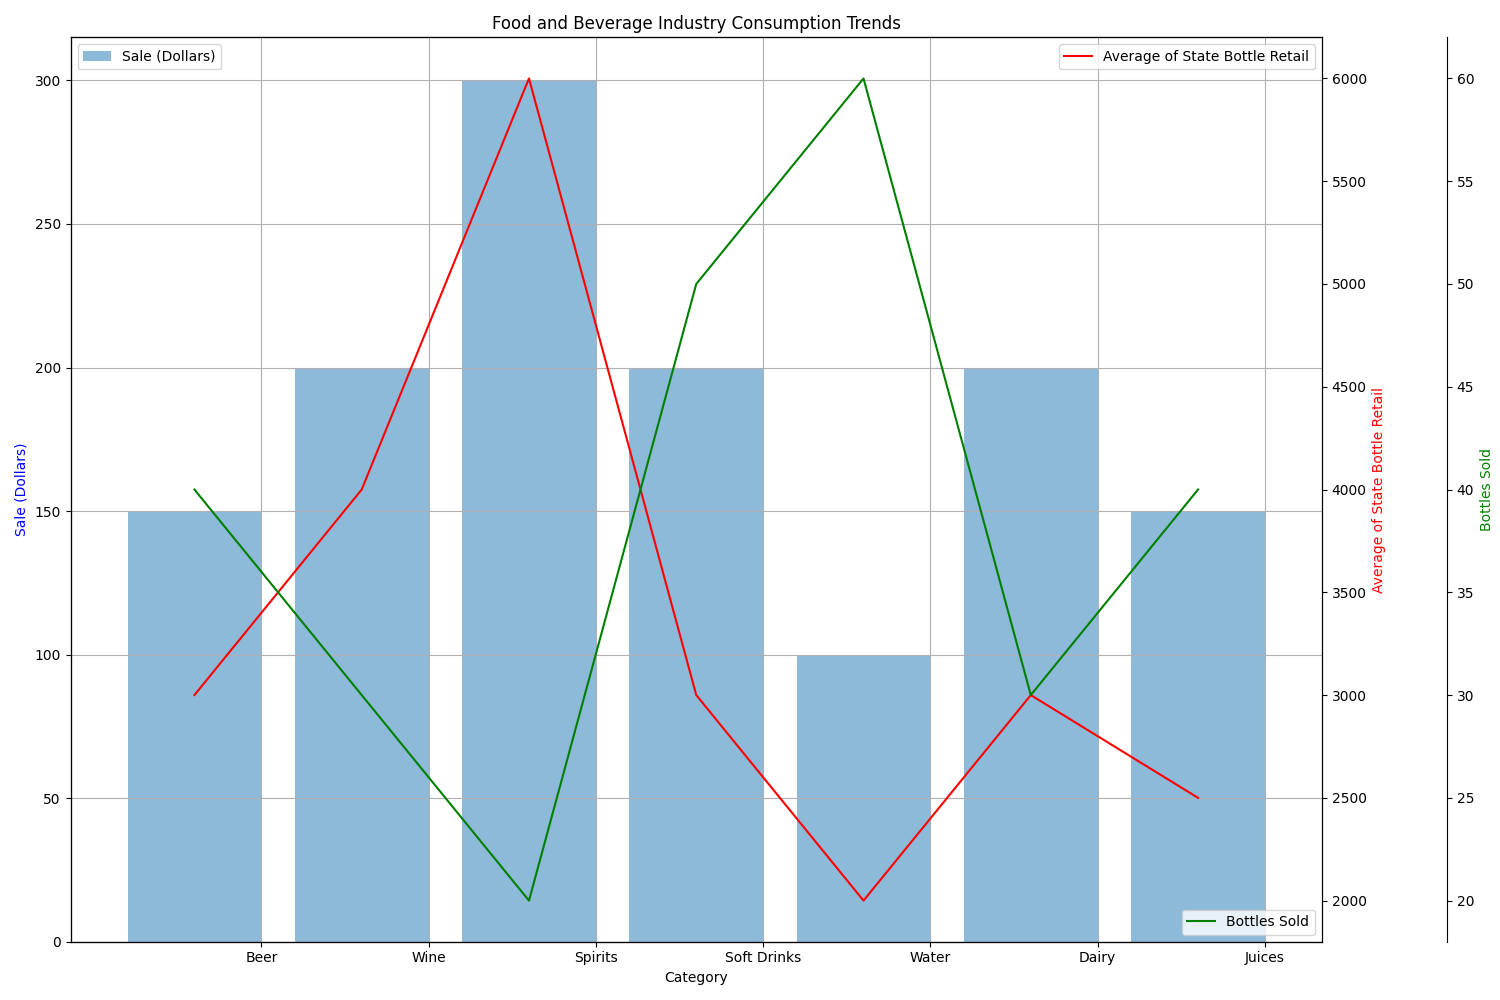 Food and Beverage Industry Consumption Trends
Sale (Dollars)
Average of State Bottle Retail
300
250
200
150
100
50
0
Sale (Dollars)
6000
5500
5000
4500
4000
3500
3000
2500
2000
Average of State Bottle Retail
60
55
50
45
40
35
30
25
20
Bottles Sold
Bottles Sold
Beer Wine Spirits Soft Drinks Water Dairy Juices
Category